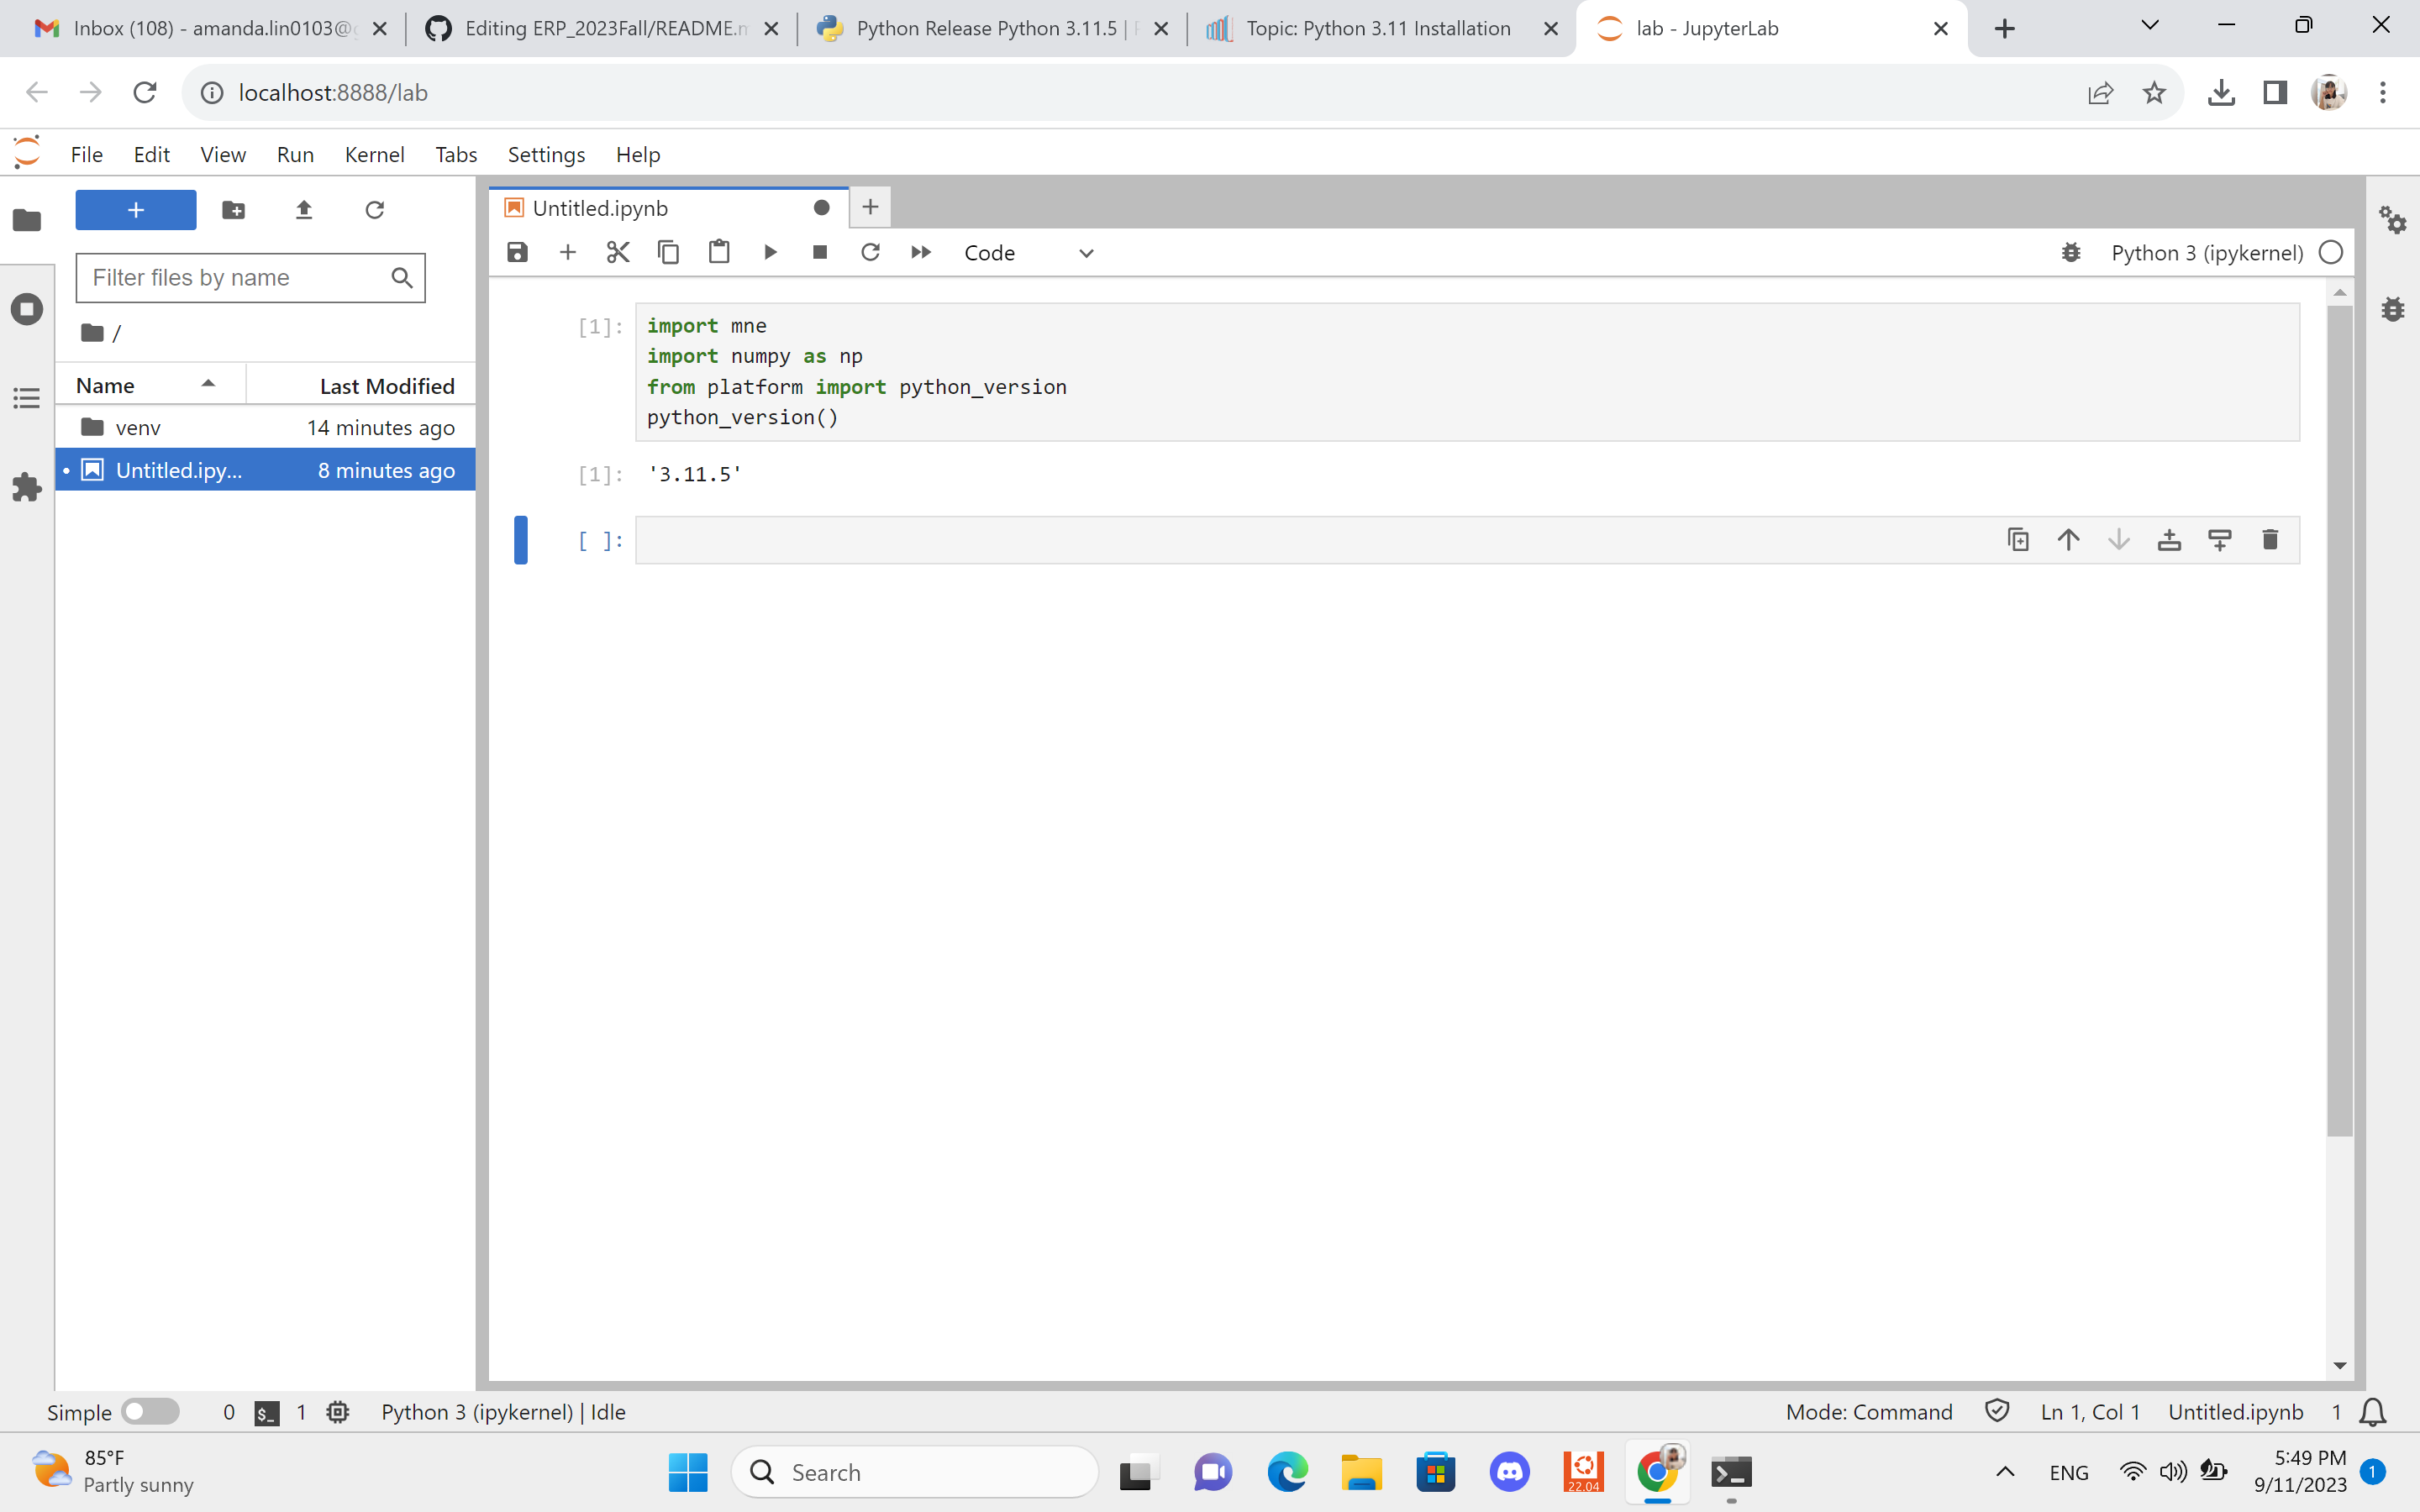 Inbox (108) - amanda.lin0103@
Editing ERP_2023Fall/README.m
Python Release Python 3.11.5 |
Topic: Python 3.11 Installation
lab - JupyterLab
localhost:8888/lab
File Edit View Run Kernel Tabs Settings Help
Untitled.ipynb
Code
Python 3 (ipykernel)
Filter files by name
/
Name Last Modified
venv 14 minutes ago
Untitled.ipy... 8 minutes ago
[1]: import mne
import numpy as np
from platform import python_version
python_version()
[1]: '3.11.5'
[ ]:
Simple 0 $_ 1 Python 3 (ipykernel) | Idle
Mode: Command Ln 1, Col 1 Untitled.ipynb 1
85°F
Partly sunny
Search
22.04
ENG
5:49 PM
9/11/2023
1